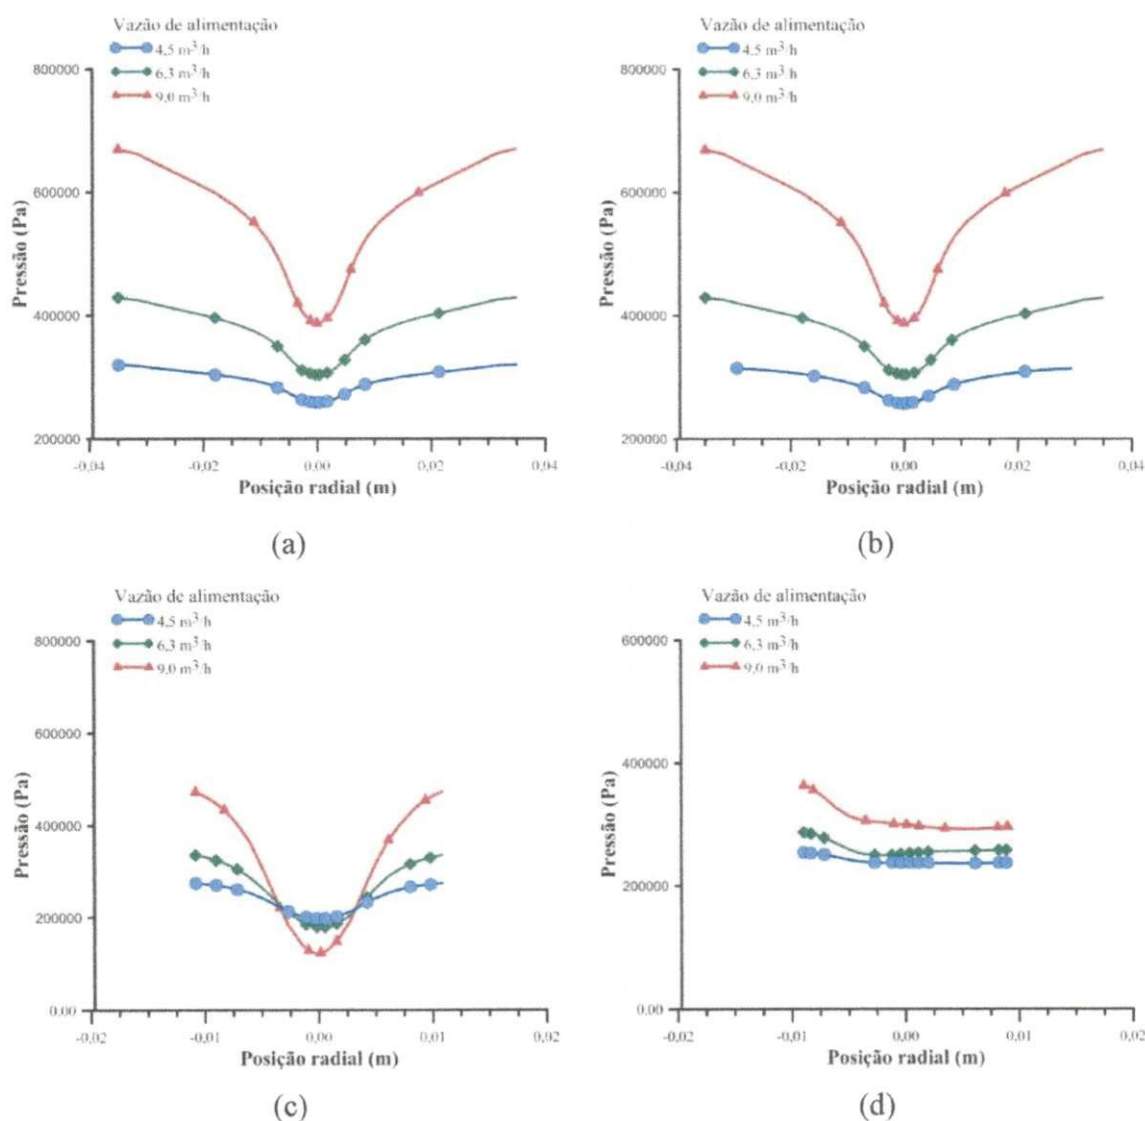 Vazão de alimentação
4.5 m³/h
6,3 m³/h
9,0 m³/h
800000
600000
400000
200000
Pressão (Pa)
-0,04
-0,02
0,00
0,02
0,04
Posição radial (m)
(a)
Vazão de alimentação
4.5 m³/h
6,3 m³/h
9,0 m³/h
800000
600000
400000
200000
Pressão (Pa)
-0,04
-0,02
0,00
0,02
0,04
Posição radial (m)
(b)
Vazão de alimentação
4.5 m³/h
6,3 m³/h
9,0 m³/h
800000
600000
400000
200000
0.00
Pressão (Pa)
-0,02
-0,01
0,00
0,01
0,02
Posição radial (m)
(c)
Vazão de alimentação
4.5 m³/h
6,3 m³/h
9,0 m³/h
600000
400000
200000
0.00
Pressão (Pa)
-0,02
-0,01
0,00
0,01
0,02
Posição radial (m)
(d)